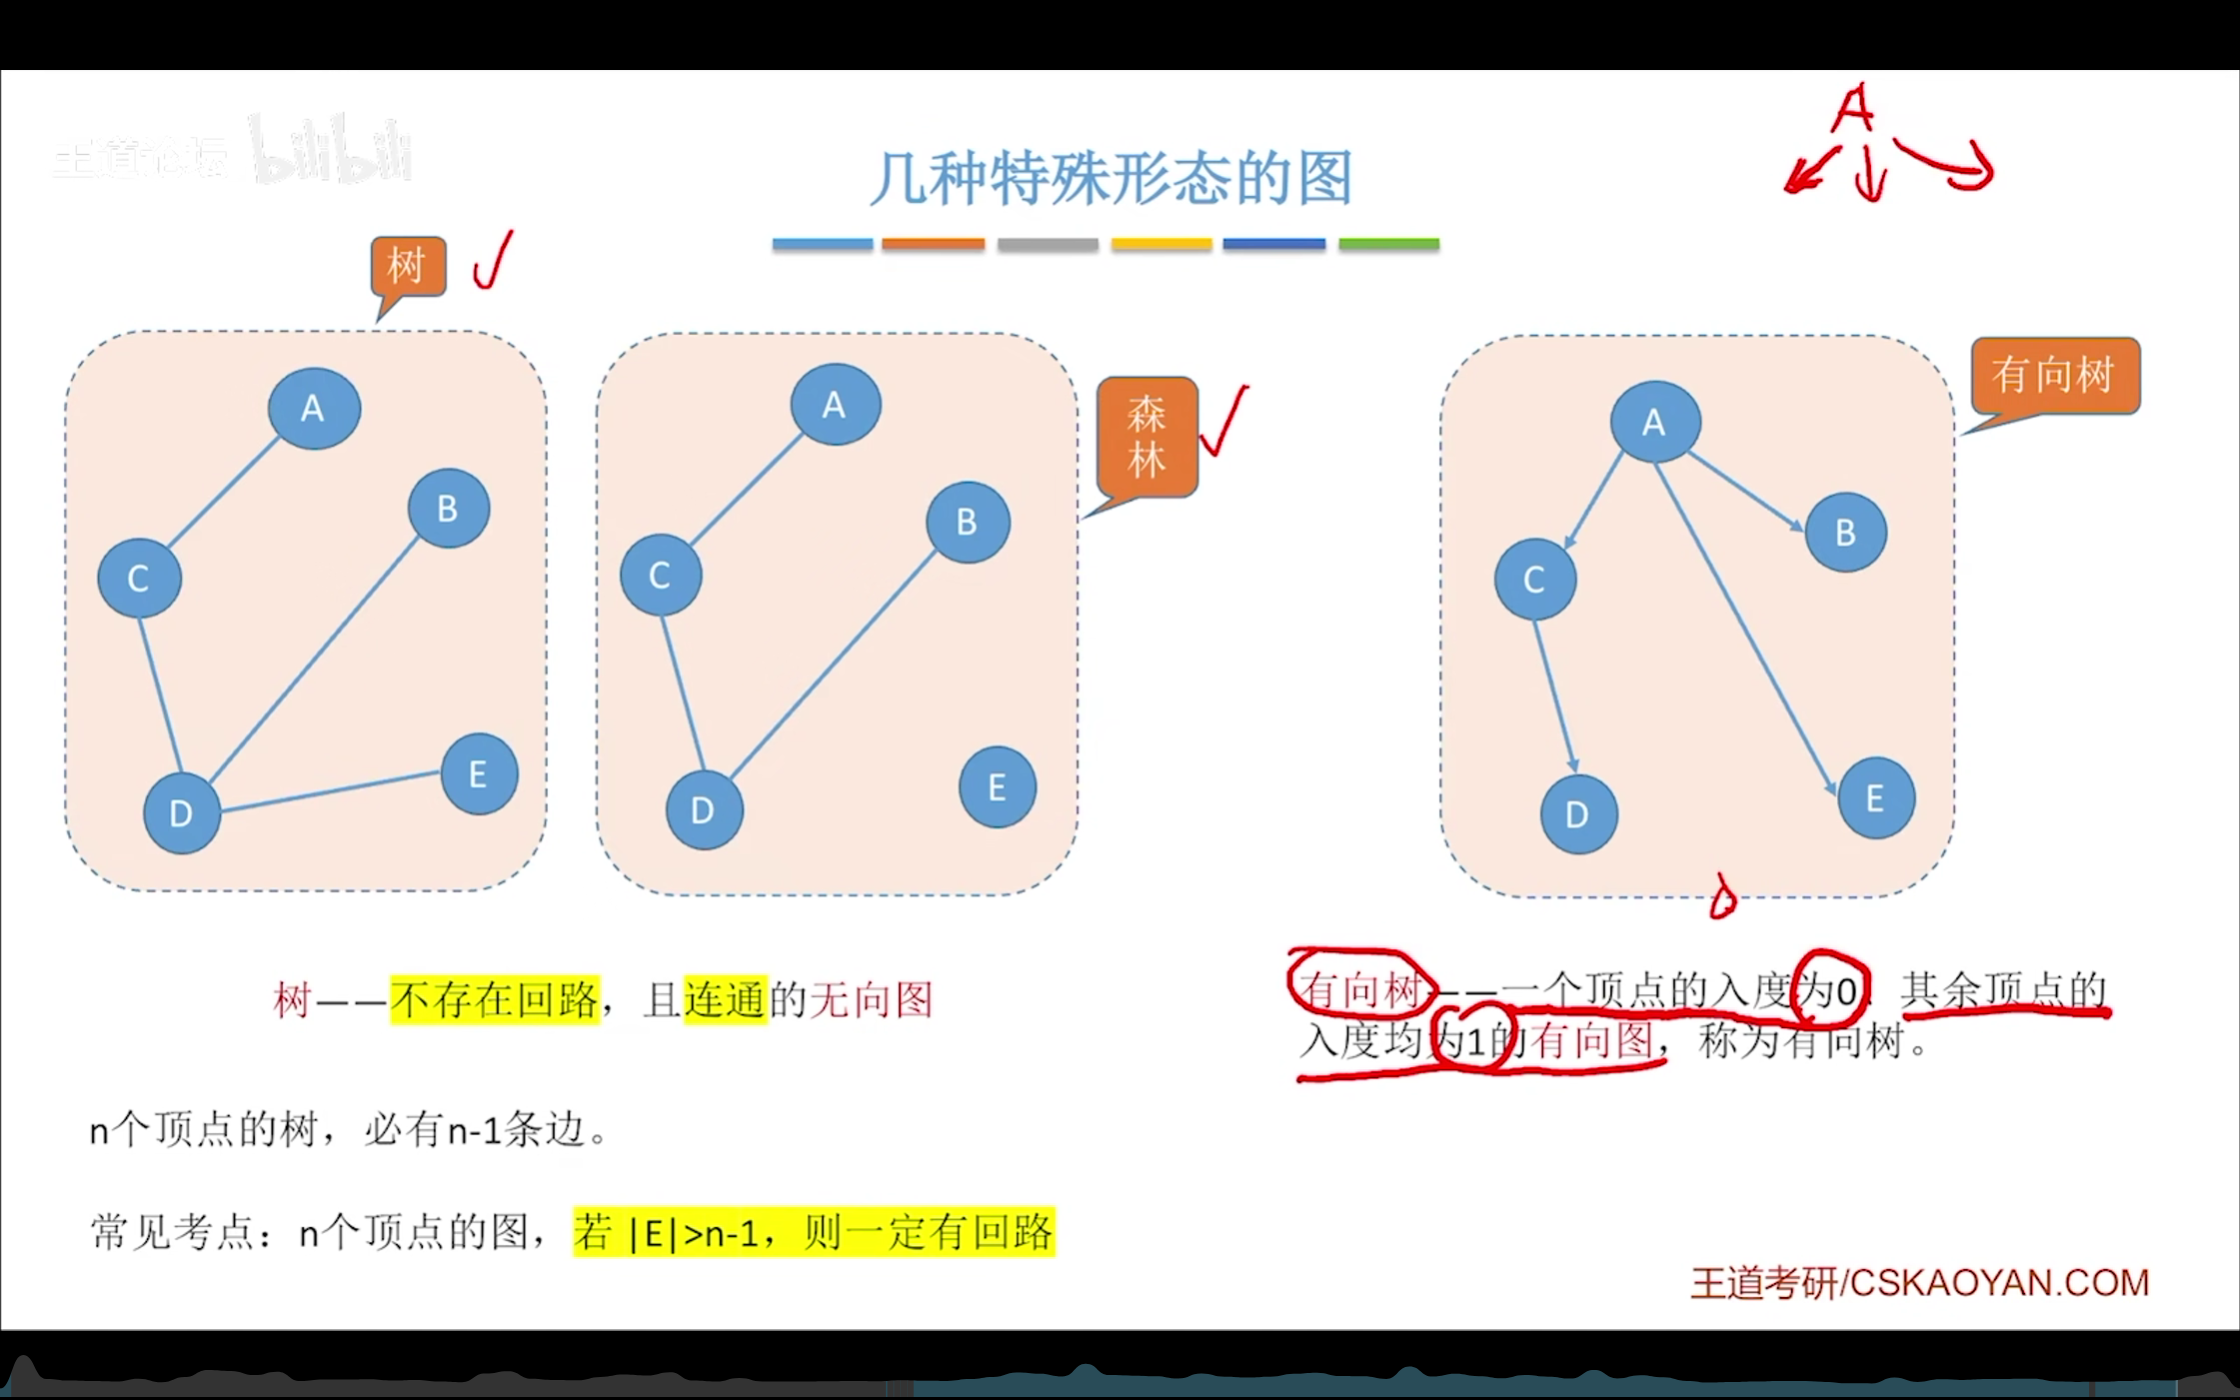 王道论坛 bilibili
A
几种特殊形态的图
树
森
林
有向树
A
B
C
D
E
A
B
C
D
E
A
B
C
D
E
树——不存在回路，且连通的无向图
n个顶点的树，必有n-1条边。
常见考点：n个顶点的图，若 |E|>n-1，则一定有回路
有向树——一个顶点的入度为0、其余顶点的
入度均为1的有向图，称为有向树。
王道考研/CSKAOYAN.COM